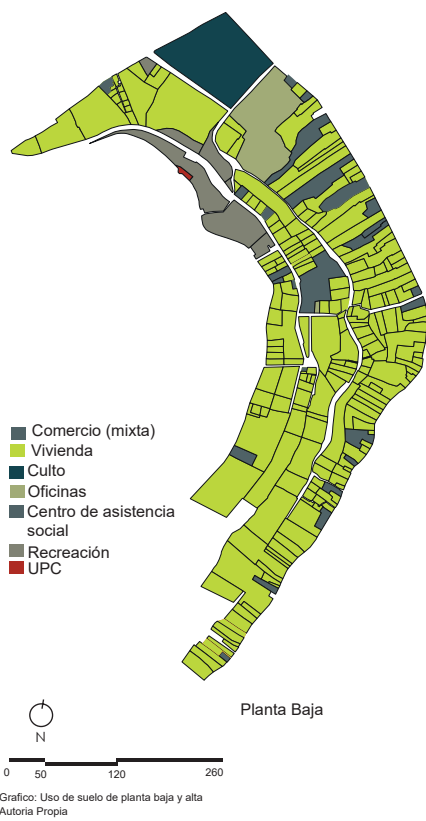 Comercio (mixta)
Vivienda
Culto
Oficinas
Centro de asistencia
social
Recreación
UPC
Planta Baja
N
0 50 120 260
Grafico: Uso de suelo de planta baja y alta
Autoria Propia